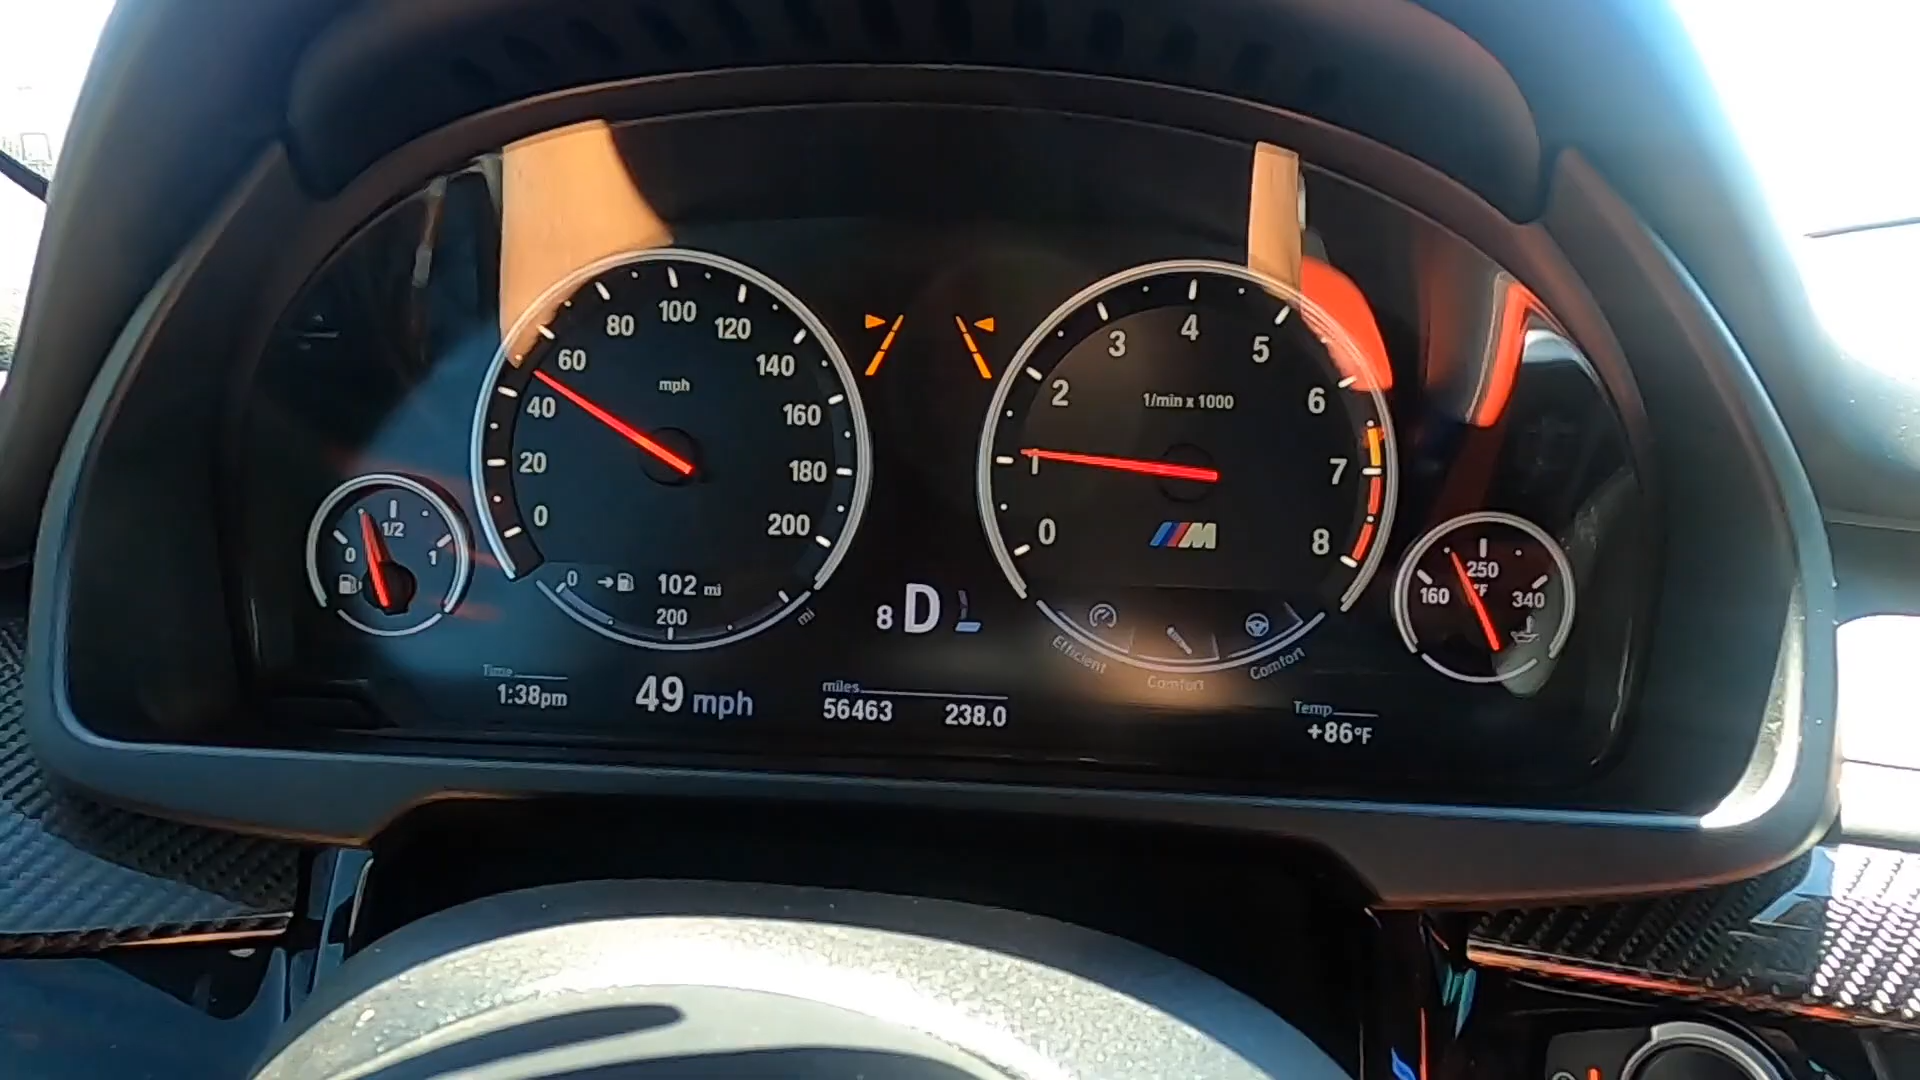 80 100 120
60 140
mph
40 160
20 180
0 200
0 1/2 1
0 102 mi
200
mi
8 D
4
3 5
2 6
1/min x 1000
1 7
0 8
M
Efficient Comfort Comfort
250
°F
160 340
Time
1:38pm
49 mph
miles
56463 238.0
Temp
+86°F